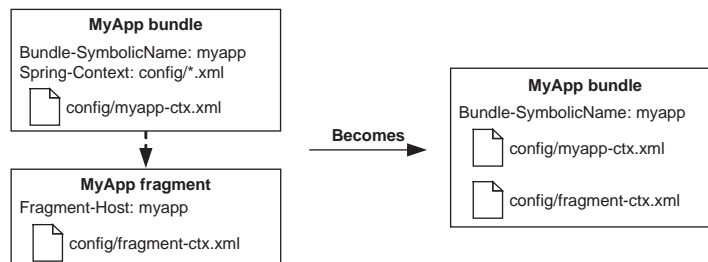 MyApp bundle
Bundle-SymbolicName: myapp
Spring-Context: config/*.xml
config/myapp-ctx.xml
MyApp fragment
Fragment-Host: myapp
config/fragment-ctx.xml
Becomes
MyApp bundle
Bundle-SymbolicName: myapp
config/myapp-ctx.xml
config/fragment-ctx.xml